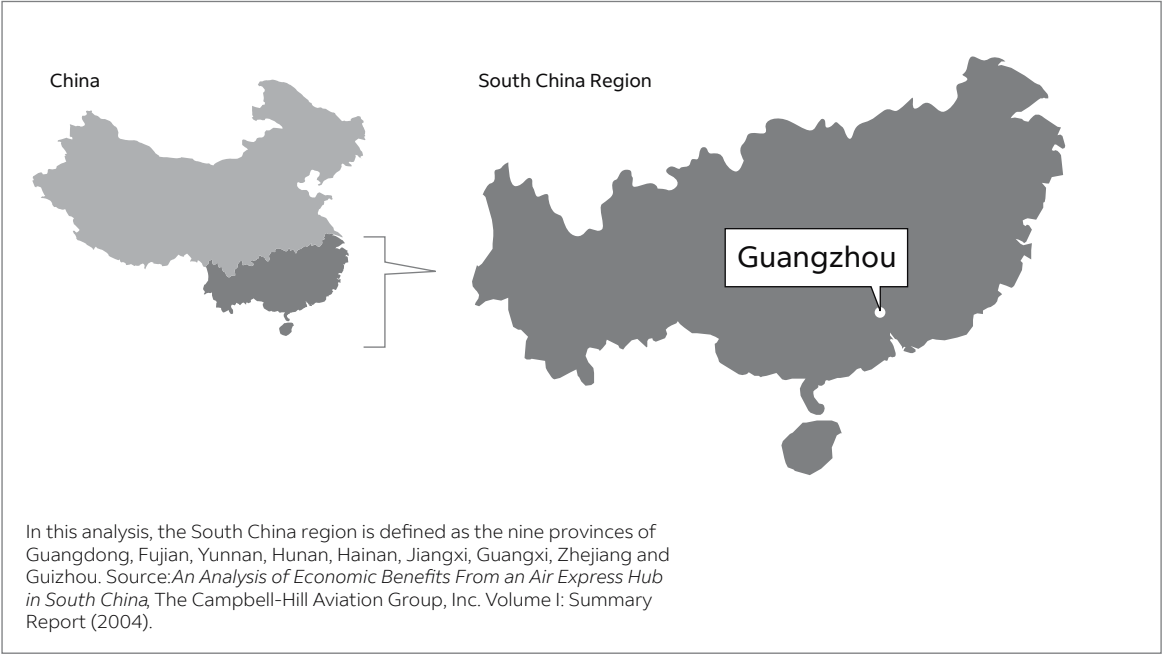 China
South China Region
Guangzhou
In this analysis, the South China region is defined as the nine provinces of
Guangdong, Fujian, Yunnan, Hunan, Hainan, Jiangxi, Guangxi, Zhejiang and
Guizhou. Source:An Analysis of Economic Benefits From an Air Express Hub
in South China, The Campbell-Hill Aviation Group, Inc. Volume I: Summary
Report (2004).